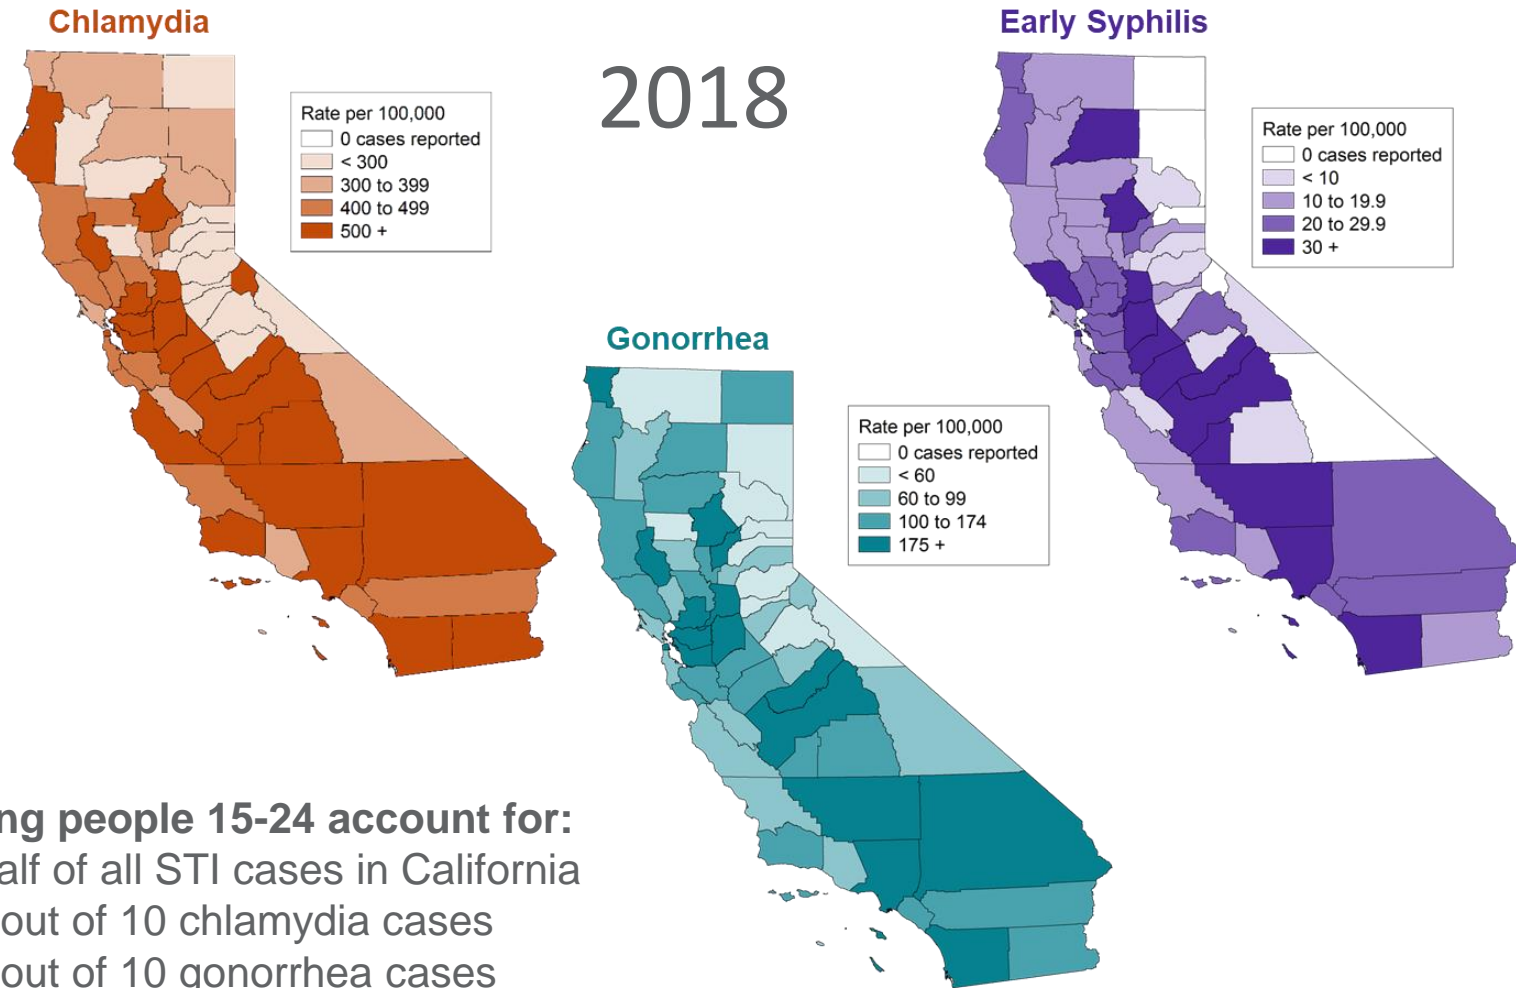 Chlamydia
Rate per 100,000
0 cases reported
< 300
300 to 399
400 to 499
500 +
2018
Early Syphilis
Rate per 100,000
0 cases reported
< 10
10 to 19.9
20 to 29.9
30 +
Gonorrhea
Rate per 100,000
0 cases reported
< 60
60 to 99
100 to 174
175 +
people 15-24 account for:
of all STI cases in California
out of 10 chlamydia cases
out of 10 gonorrhea cases